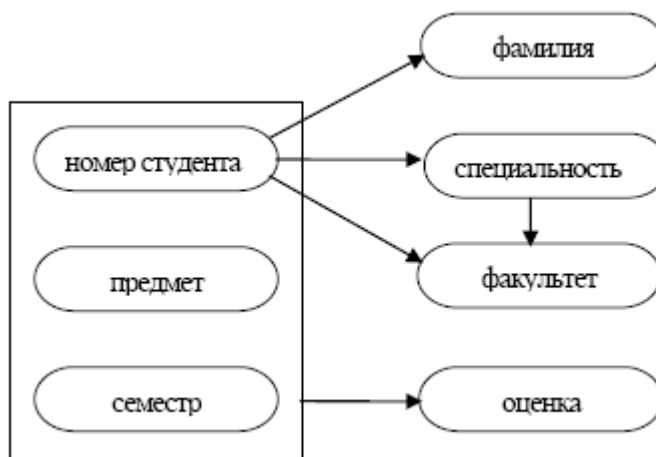 фамилия
номер студента
специальность
предмет
факультет
семестр
оценка